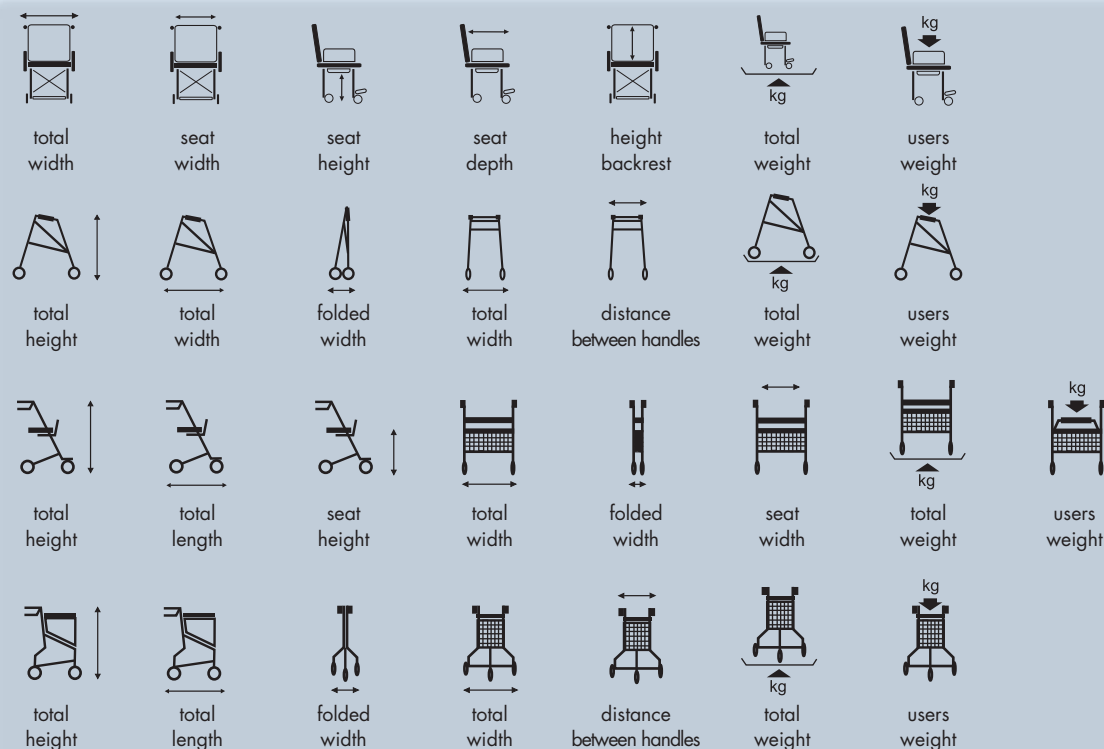 kg
kg
total seat seat seat height total users
width width height depth backrest weight weight
kg
kg
total total folded total distance total users
height width width width between handles weight weight
kg
kg
total total seat total folded seat total users
height length height width width width weight weight
kg
kg
total total folded total distance total users
height length width width between handles weight weight